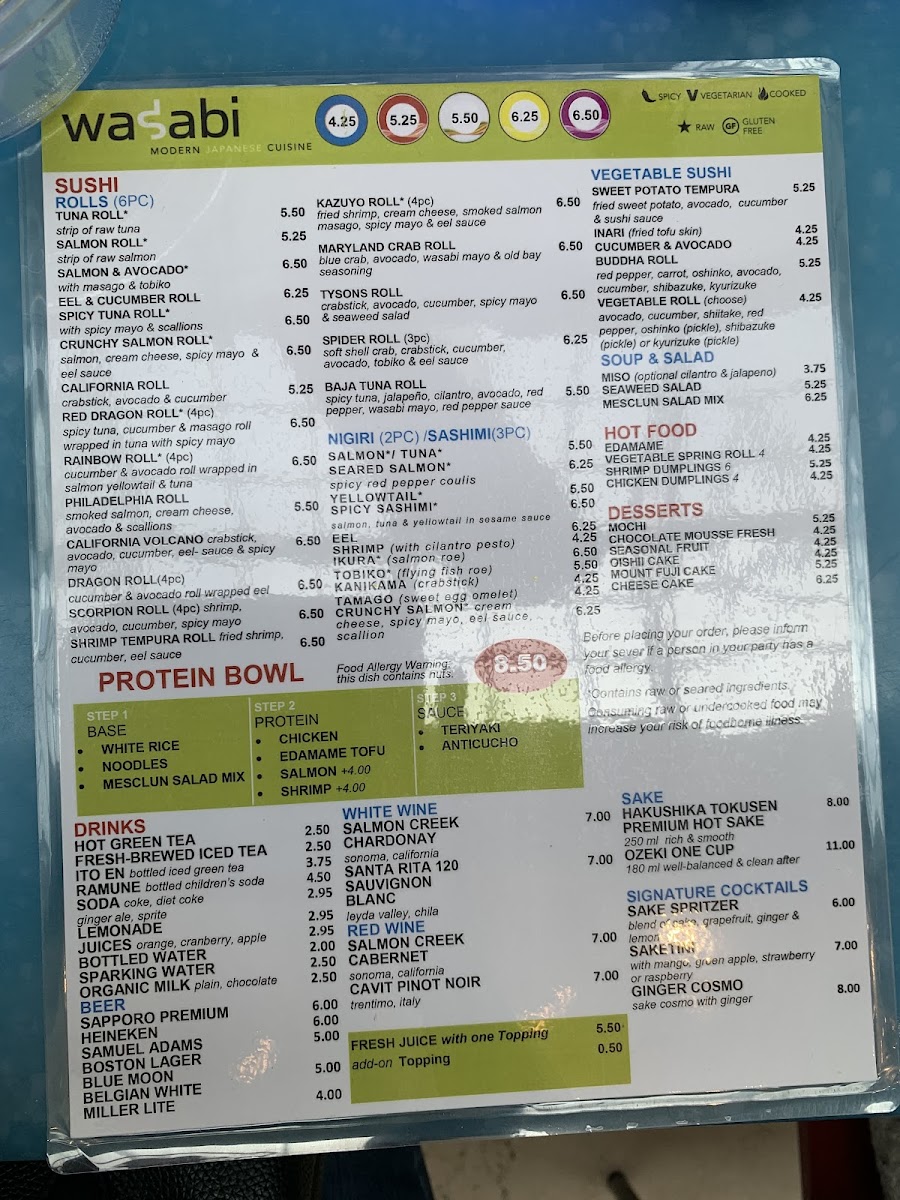 wasabi
MODERN JAPANESE CUISINE
4.25 5.25 5.50 6.25 6.50
SPICY V VEGETARIAN COOKED
RAW GF GLUTEN FREE
SUSHI
ROLLS (6PC)
TUNA ROLL* 5.50
strip of raw tuna
SALMON ROLL* 5.25
strip of raw salmon
SALMON & AVOCADO* 6.50
with masago & tobiko
EEL & CUCUMBER ROLL 6.25
SPICY TUNA ROLL* 6.50
with spicy mayo & scallions
CRUNCHY SALMON ROLL* 6.50
salmon, cream cheese, spicy mayo &
eel sauce
CALIFORNIA ROLL 5.25
crabstick, avocado & cucumber
RED DRAGON ROLL* (4pc) 6.50
spicy tuna, cucumber & masago roll
wrapped in tuna with spicy mayo
RAINBOW ROLL* (4pc) 6.50
cucumber & avocado roll wrapped in
salmon yellowtail & tuna
PHILADELPHIA ROLL 5.50
smoked salmon, cream cheese,
avocado & scallions
CALIFORNIA VOLCANO crabstick, 6.50
avocado, cucumber, eel- sauce & spicy
mayo
DRAGON ROLL(4pc) 6.50
cucumber & avocado roll wrapped eel
SCORPION ROLL (4pc) shrimp, 6.50
avocado, cucumber, spicy mayo
SHRIMP TEMPURA ROLL fried shrimp, 6.50
cucumber, eel sauce
KAZUYO ROLL* (4pc) 6.50
fried shrimp, cream cheese, smoked salmon
masago, spicy mayo & eel sauce
MARYLAND CRAB ROLL 6.50
blue crab, avocado, wasabi mayo & old bay
seasoning
TYSONS ROLL 6.50
crabstick, avocado, cucumber, spicy mayo
& seaweed salad
SPIDER ROLL (3pc) 6.25
soft shell crab, crabstick, cucumber,
avocado, tobiko & eel sauce
BAJA TUNA ROLL 5.50
spicy tuna, jalapeño, cilantro, avocado, red
pepper, wasabi mayo, red pepper sauce
NIGIRI (2PC) /SASHIMI(3PC)
SALMON*/ TUNA* 5.50
SEARED SALMON* 6.25
spicy red pepper coulis
YELLOWTAIL* 5.50
SPICY SASHIMI* 6.50
salmon, tuna & yellowtail in sesame sauce
EEL 6.25
SHRIMP (with cilantro pesto) 4.25
IKURA* (salmon roe) 6.50
TOBIKO* (flying fish roe) 5.50
KANIKAMA (crabstick) 4.25
TAMAGO (sweet egg omelet) 4.25
CRUNCHY SALMON* cream 6.25
cheese, spicy mayo, eel sauce,
scallion
VEGETABLE SUSHI
SWEET POTATO TEMPURA 5.25
fried sweet potato, avocado, cucumber
& sushi sauce
INARI (fried tofu skin) 4.25
CUCUMBER & AVOCADO 4.25
BUDDHA ROLL 5.25
red pepper, carrot, oshinko, avocado,
cucumber, shibazuke, kyurizuke
VEGETABLE ROLL (choose) 4.25
avocado, cucumber, shiitake, red
pepper, oshinko (pickle), shibazuke
(pickle) or kyurizuke (pickle)
SOUP & SALAD
MISO (optional cilantro & jalapeno) 3.75
SEAWEED SALAD 5.25
MESCLUN SALAD MIX 6.25
HOT FOOD
EDAMAME 4.25
VEGETABLE SPRING ROLL 4 4.25
SHRIMP DUMPLINGS 6 5.25
CHICKEN DUMPLINGS 4 4.25
DESSERTS
MOCHI 5.25
CHOCOLATE MOUSSE FRESH 4.25
SEASONAL FRUIT 4.25
OISHII CAKE 4.25
MOUNT FUJI CAKE 5.25
CHEESE CAKE 6.25
Before placing your order, please inform
your sever if a person in your party has a
food allergy.
*Contains raw or seared ingredients.
Consuming raw or undercooked food may
increase your risk of foodborne illness.
PROTEIN BOWL
Food Allergy Warning:
this dish contains nuts.
8.50
STEP 1
BASE
• WHITE RICE
• NOODLES
• MESCLUN SALAD MIX
STEP 2
PROTEIN
• CHICKEN
• EDAMAME TOFU
• SALMON +4.00
• SHRIMP +4.00
STEP 3
SAUCE
• TERIYAKI
• ANTICUCHO
DRINKS
HOT GREEN TEA 2.50
FRESH-BREWED ICED TEA 2.50
ITO EN bottled iced green tea 3.75
RAMUNE bottled children's soda 4.50
SODA coke, diet coke 2.95
ginger ale, sprite
LEMONADE 2.95
JUICES orange, cranberry, apple 2.95
BOTTLED WATER 2.00
SPARKING WATER 2.50
ORGANIC MILK plain, chocolate 2.50
BEER
SAPPORO PREMIUM 6.00
HEINEKEN 6.00
SAMUEL ADAMS 5.00
BOSTON LAGER
BLUE MOON 5.00
BELGIAN WHITE
MILLER LITE 4.00
WHITE WINE
SALMON CREEK 7.00
CHARDONAY
sonoma, california
SANTA RITA 120 7.00
SAUVIGNON
BLANC
leyda valley, chila
RED WINE
SALMON CREEK 7.00
CABERNET
sonoma, california
CAVIT PINOT NOIR 7.00
trentimo, italy
FRESH JUICE with one Topping 5.50
add-on Topping 0.50
SAKE
HAKUSHIKA TOKUSEN 8.00
PREMIUM HOT SAKE
250 ml rich & smooth
OZEKI ONE CUP 11.00
180 ml well-balanced & clean after
SIGNATURE COCKTAILS
SAKE SPRITZER 6.00
blend of sake, grapefruit, ginger &
lemon
SAKETINI 7.00
with mango, green apple, strawberry
or raspberry
GINGER COSMO 8.00
sake cosmo with ginger